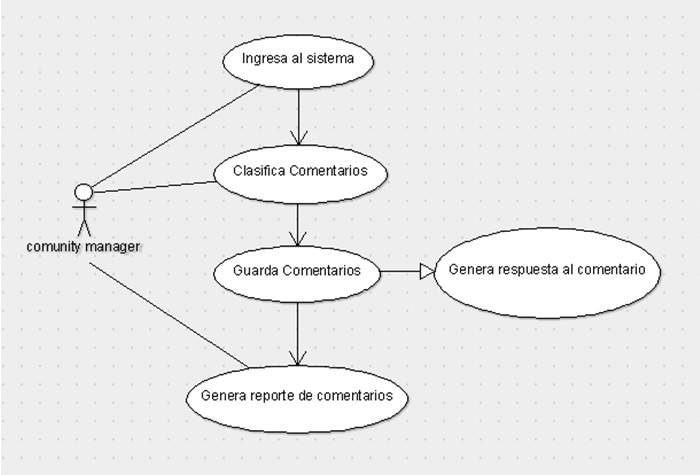 Ingresa al sistema
Clasifica Comentarios
comunity manager
Guarda Comentarios
Genera respuesta al comentario
Genera reporte de comentarios